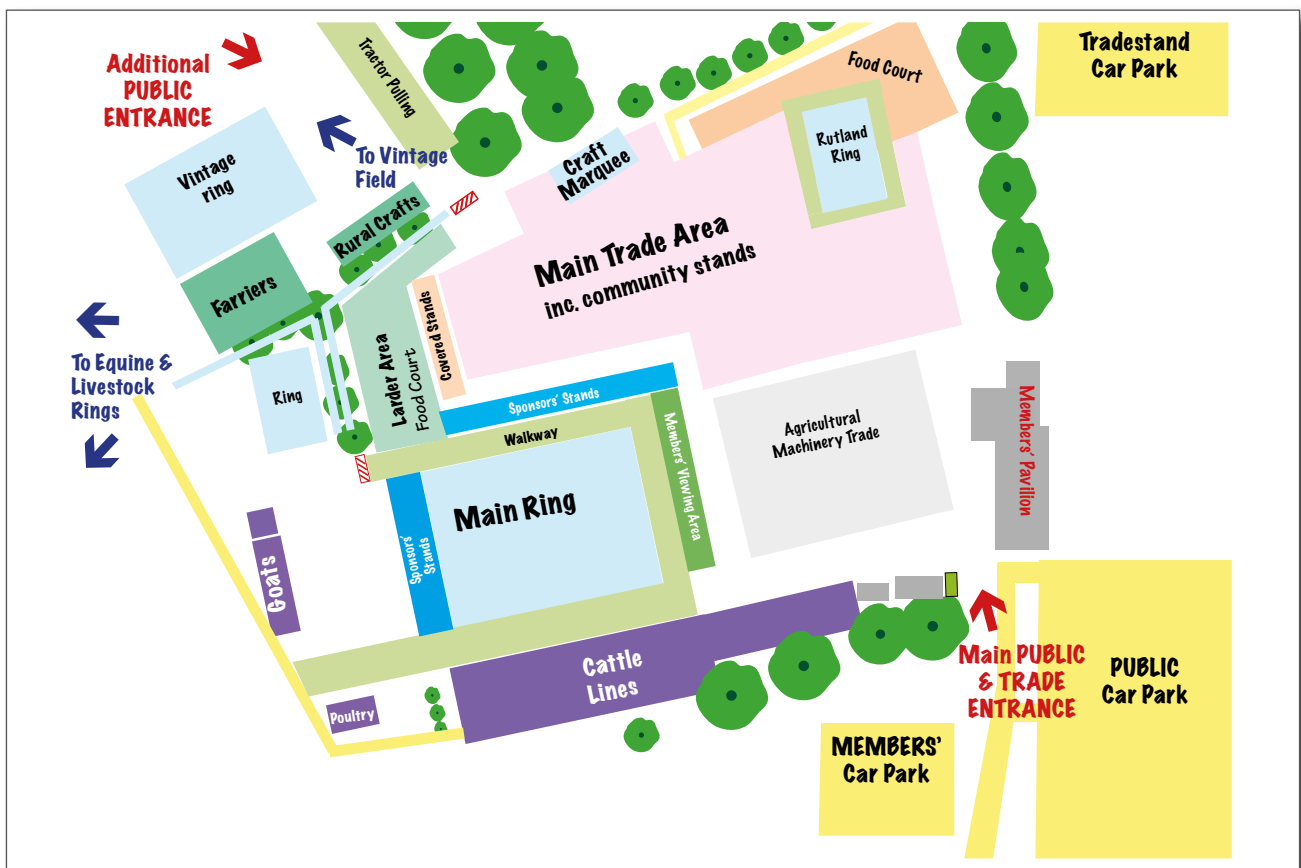 Additional
PUBLIC
ENTRANCE
Tractor Pulling
Food Court
Tradestand
Car Park
To Vintage
Field
Craft
Marquee
Rutland
Ring
Vintage
ring
Rural Crafts
Main Trade Area
inc. community stands
Farriers
Covered Stands
Larder Area
Food Court
To Equine &
Livestock
Rings
Ring
Sponsors' Stands
Walkway
Members' Viewing Area
Agricultural
Machinery Trade
Members' Pavilion
Main Ring
Sponsors'
Stands
Goats
Cattle
Lines
Poultry
Main PUBLIC
& TRADE
ENTRANCE
PUBLIC
Car Park
MEMBERS'
Car Park